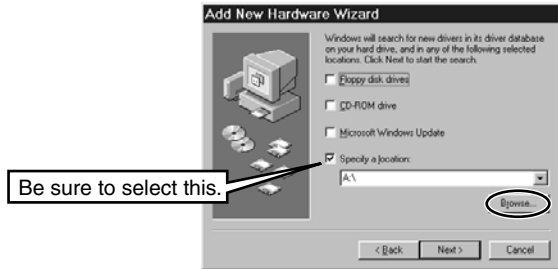 Add New Hardware Wizard
Windows will search for new drivers in its driver database
on your hard drive, and in any of the following selected
locations. Click Next to start the search.
Floppy disk drives
CD-ROM drive
Microsoft Windows Update
Specify a location:
Be sure to select this.
A:\
Browse...
< Back
Next >
Cancel